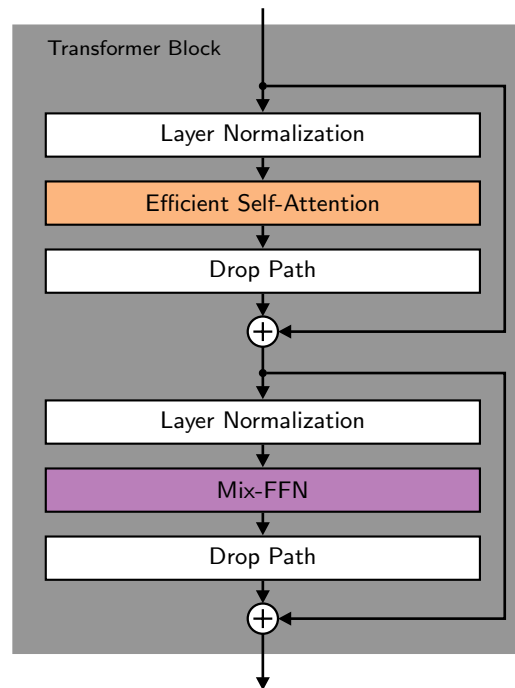 Transformer Block
Layer Normalization
Efficient Self-Attention
Drop Path
Layer Normalization
Mix-FFN
Drop Path